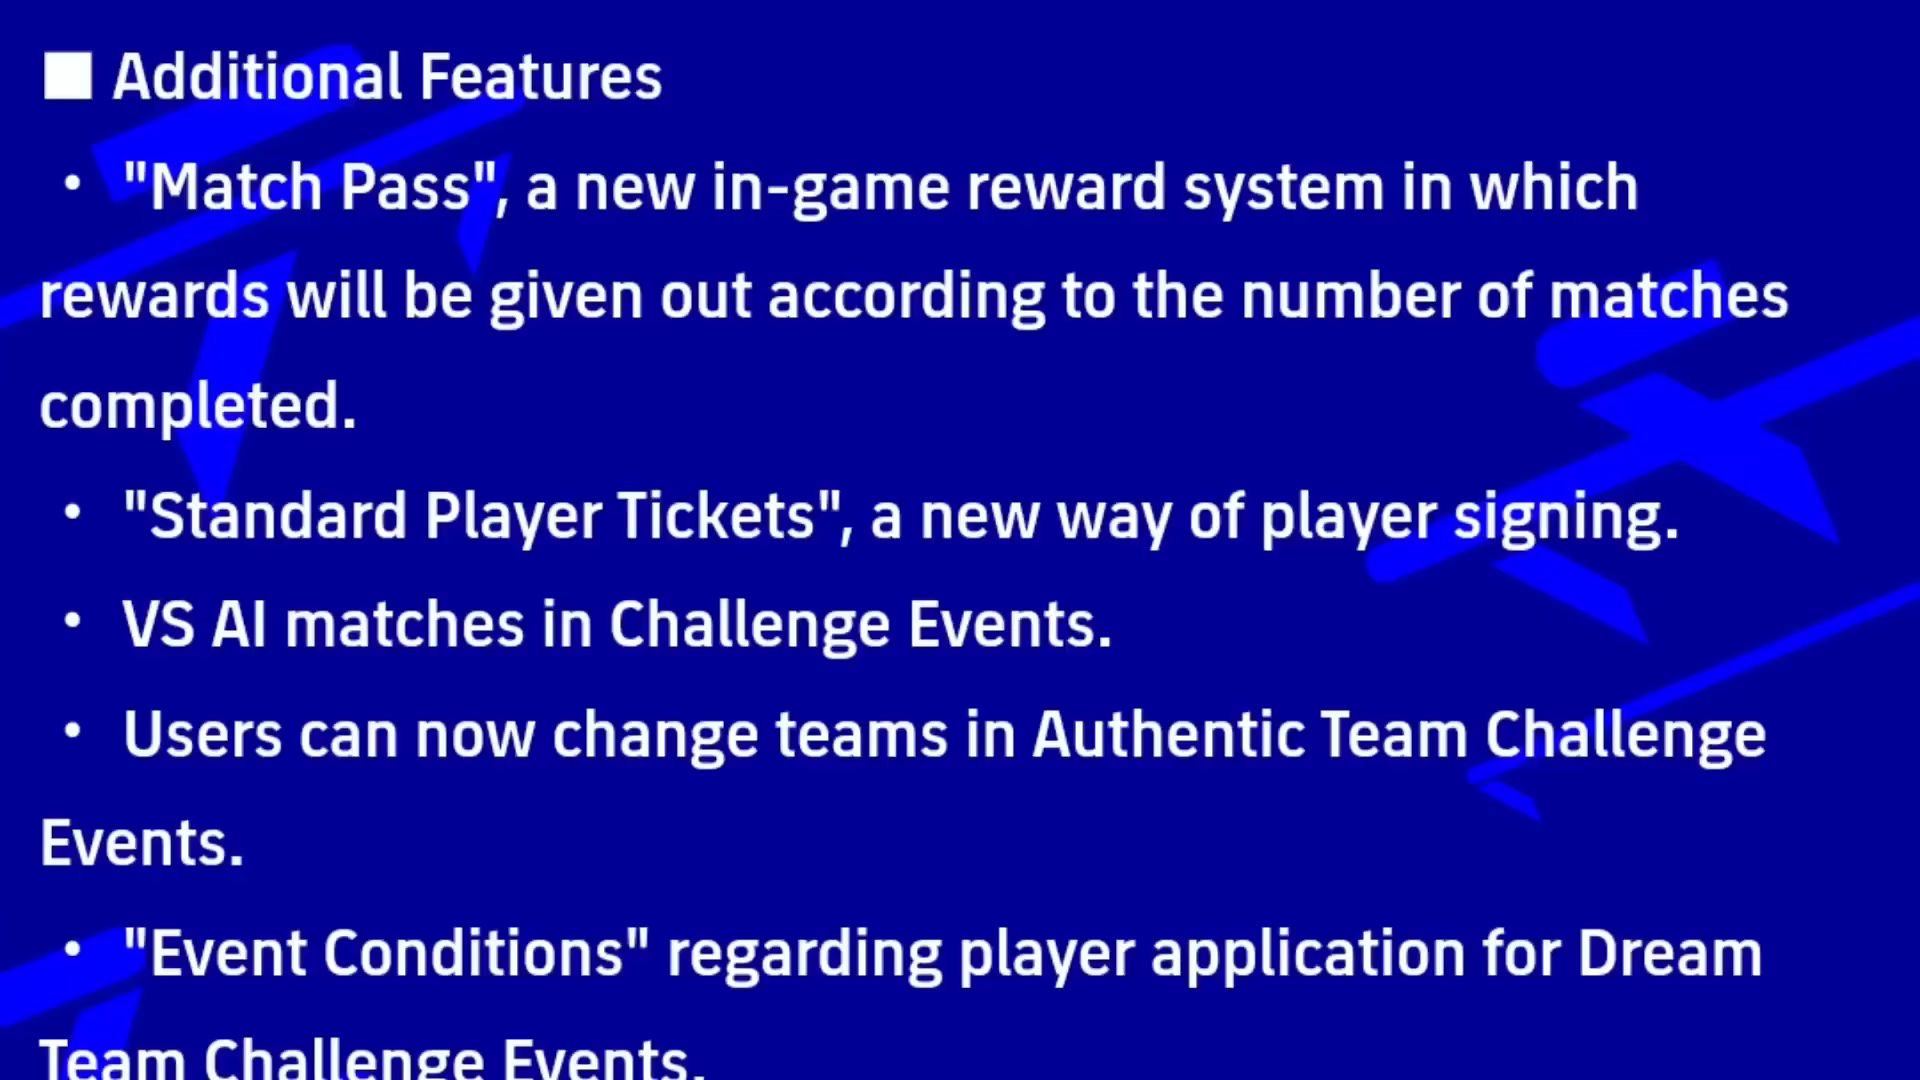 ■ Additional Features
・ "Match Pass", a new in-game reward system in which
rewards will be given out according to the number of matches
completed.
・ "Standard Player Tickets", a new way of player signing.
・ VS AI matches in Challenge Events.
・ Users can now change teams in Authentic Team Challenge
Events.
・ "Event Conditions" regarding player application for Dream
Team Challenge Events.